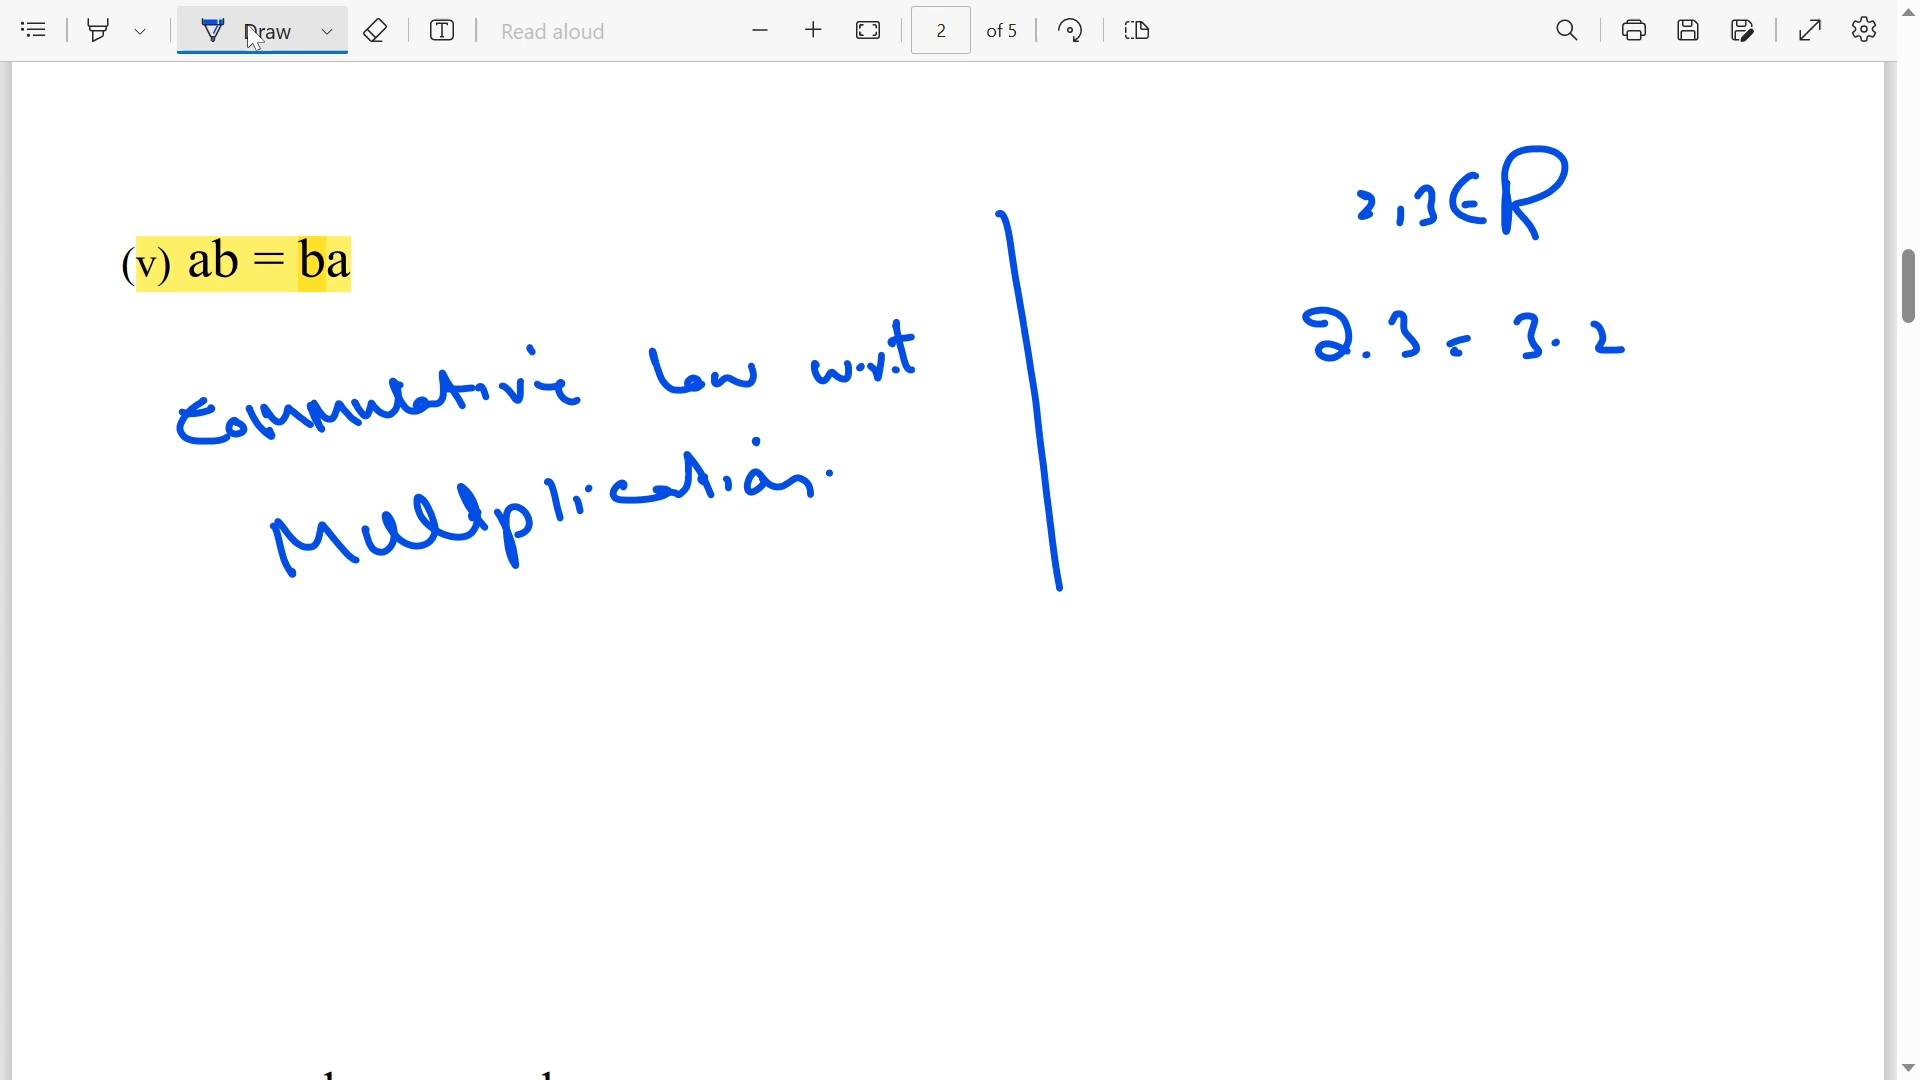 Draw
Read aloud
2 of 5
(v) ab = ba
Commutative law w.r.t
Multiplication.
2,3 ∈ R
2.3 = 3.2